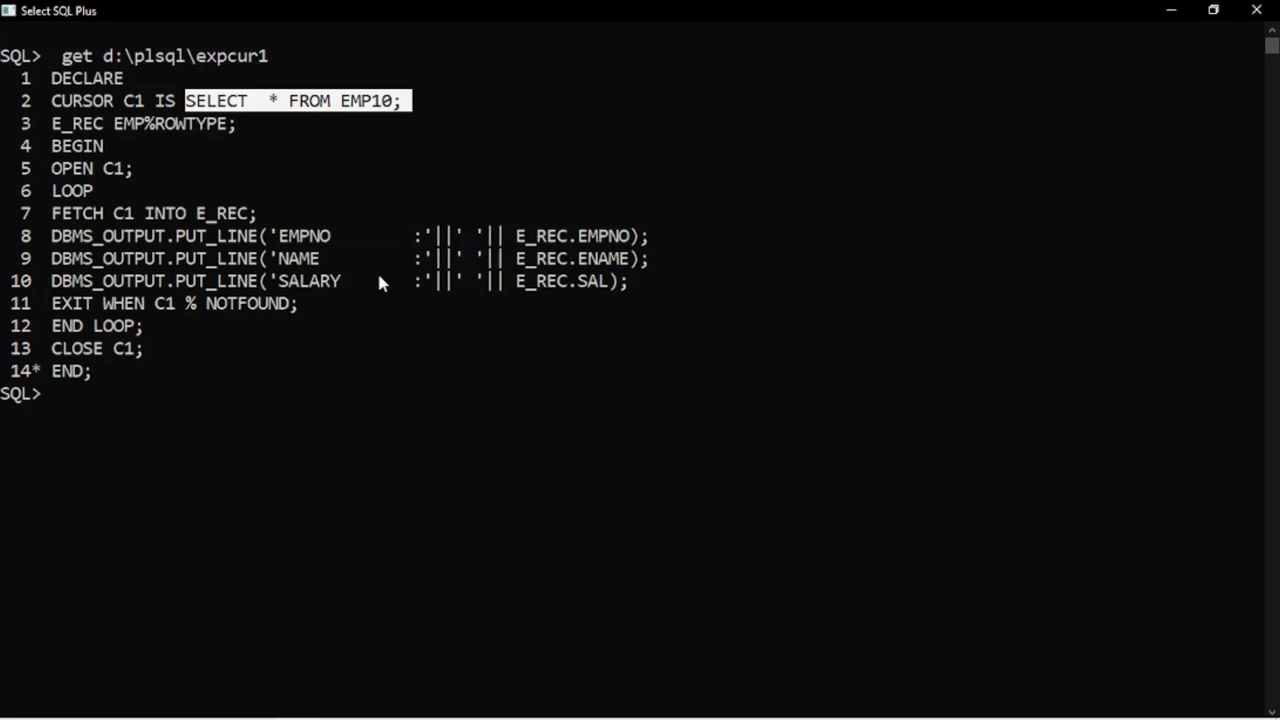 Select SQL Plus
SQL>  get d:\plsql\expcur1
  1  DECLARE
  2  CURSOR C1 IS SELECT  * FROM EMP10;
  3  E_REC EMP%ROWTYPE;
  4  BEGIN
  5  OPEN C1;
  6  LOOP
  7  FETCH C1 INTO E_REC;
  8  DBMS_OUTPUT.PUT_LINE('EMPNO        :'||' '|| E_REC.EMPNO);
  9  DBMS_OUTPUT.PUT_LINE('NAME         :'||' '|| E_REC.ENAME);
 10  DBMS_OUTPUT.PUT_LINE('SALARY       :'||' '|| E_REC.SAL);
 11  EXIT WHEN C1 % NOTFOUND;
 12  END LOOP;
 13  CLOSE C1;
 14* END;
SQL>